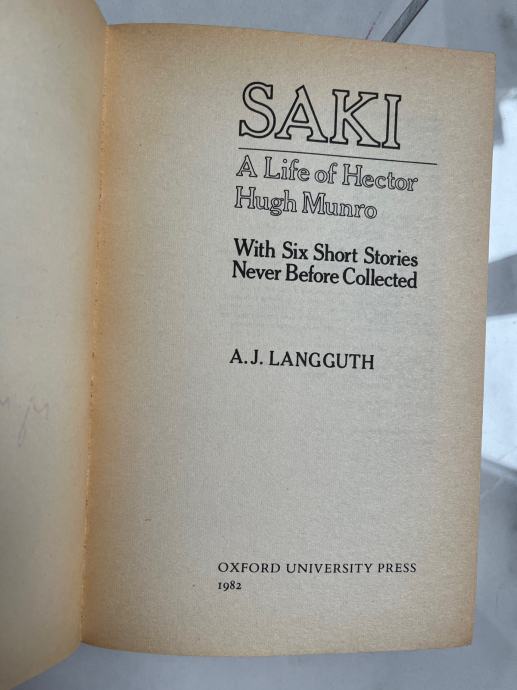 SAKI
A Life of Hector
Hugh Munro
With Six Short Stories
Never Before Collected
A.J. LANGGUTH
OXFORD UNIVERSITY PRESS
1982